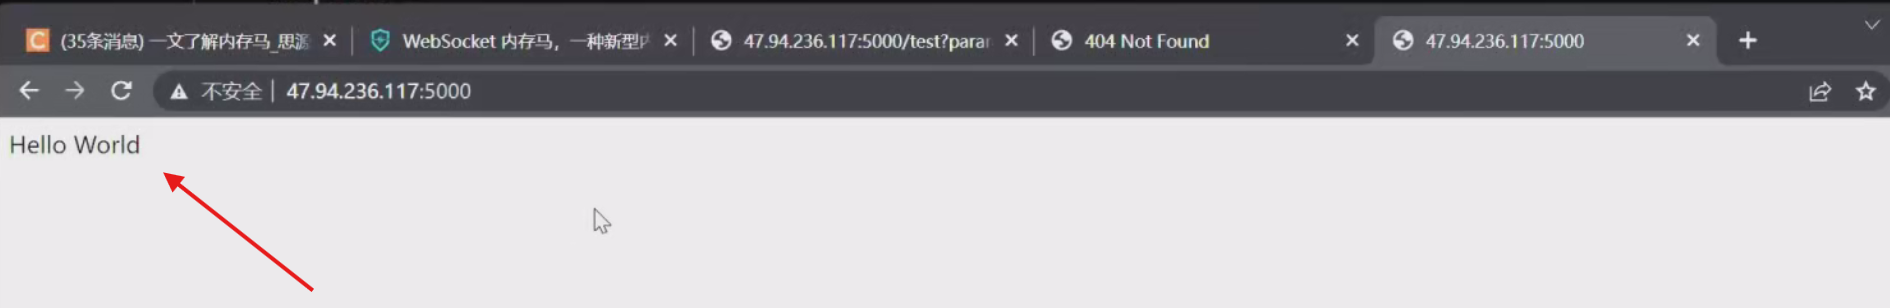 (35条消息) 一文了解内存马_思源
WebSocket 内存马，一种新型
47.94.236.117:5000/test?para
404 Not Found
47.94.236.117:5000
不安全 | 47.94.236.117:5000
Hello World